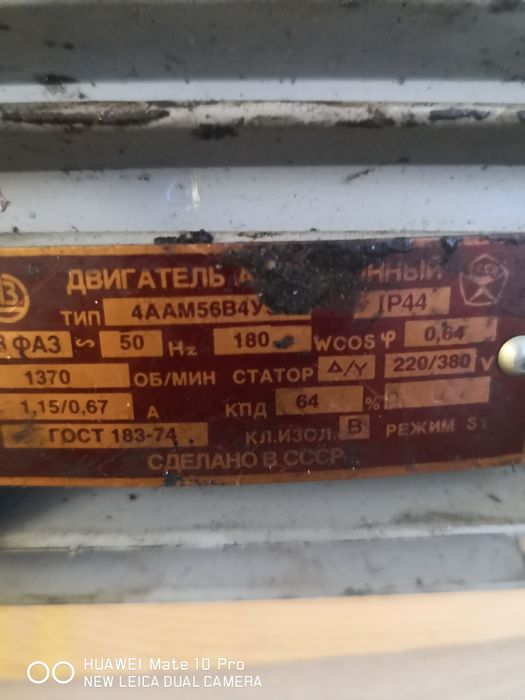 ДВИГАТЕЛЬ
ТИП 4ААМ56В4У IP44
3 ФАЗ ∽ 50 Hz 180 W COS φ 0,64
1370 ОБ/МИН СТАТОР Δ/Y 220/380 V
1,15/0,67 А КПД 64 %
ГОСТ 183-74 КЛ.ИЗОЛ. В РЕЖИМ S1
СДЕЛАНО В СССР
HUAWEI Mate 10 Pro
NEW LEICA DUAL CAMERA